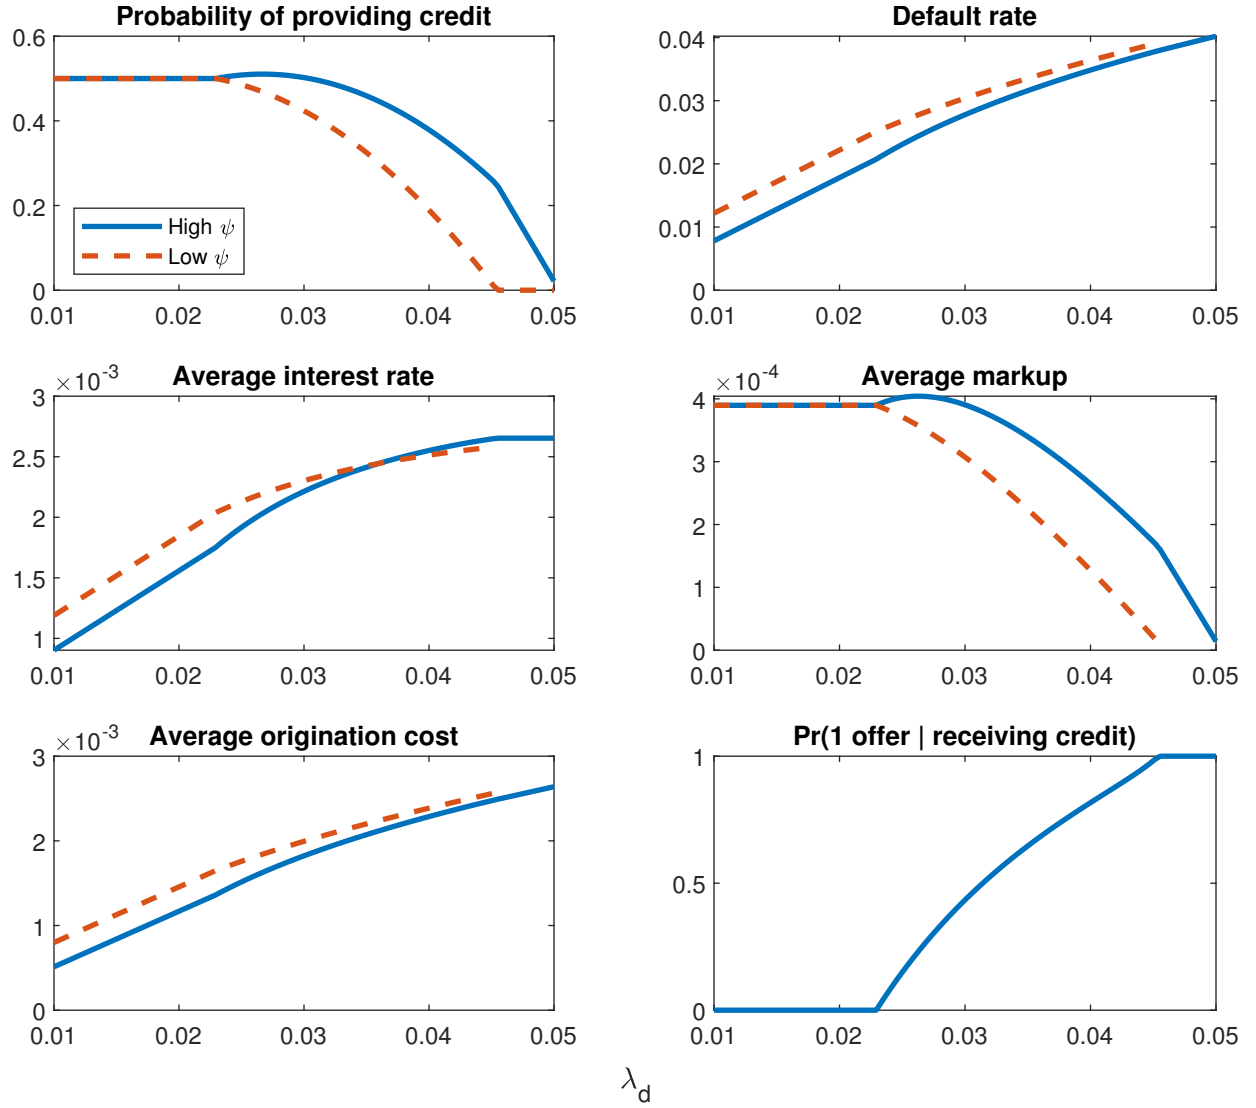 Probability of providing credit
0.6
0.4
0.2
0
0.01 0.02 0.03 0.04 0.05
High ψ
Low ψ
Default rate
0.04
0.03
0.02
0.01
0
0.01 0.02 0.03 0.04 0.05
×10⁻³ Average interest rate
3
2.5
2
1.5
1
0.01 0.02 0.03 0.04 0.05
×10⁻⁴ Average markup
4
3
2
1
0
0.01 0.02 0.03 0.04 0.05
×10⁻³ Average origination cost
3
2
1
0
0.01 0.02 0.03 0.04 0.05
Pr(1 offer | receiving credit)
1
0.5
0
0.01 0.02 0.03 0.04 0.05
λ_d